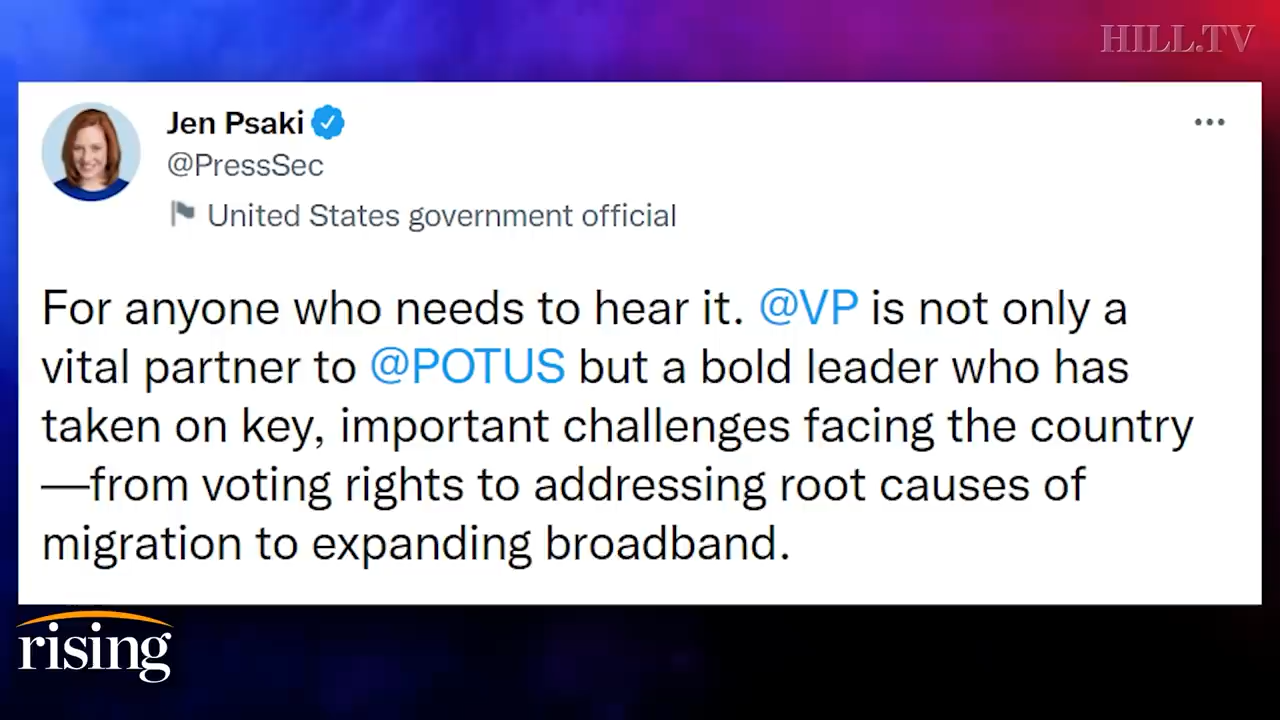 HILL.TV
Jen Psaki
@PressSec
United States government official
For anyone who needs to hear it. @VP is not only a
vital partner to @POTUS but a bold leader who has
taken on key, important challenges facing the country
—from voting rights to addressing root causes of
migration to expanding broadband.
rising